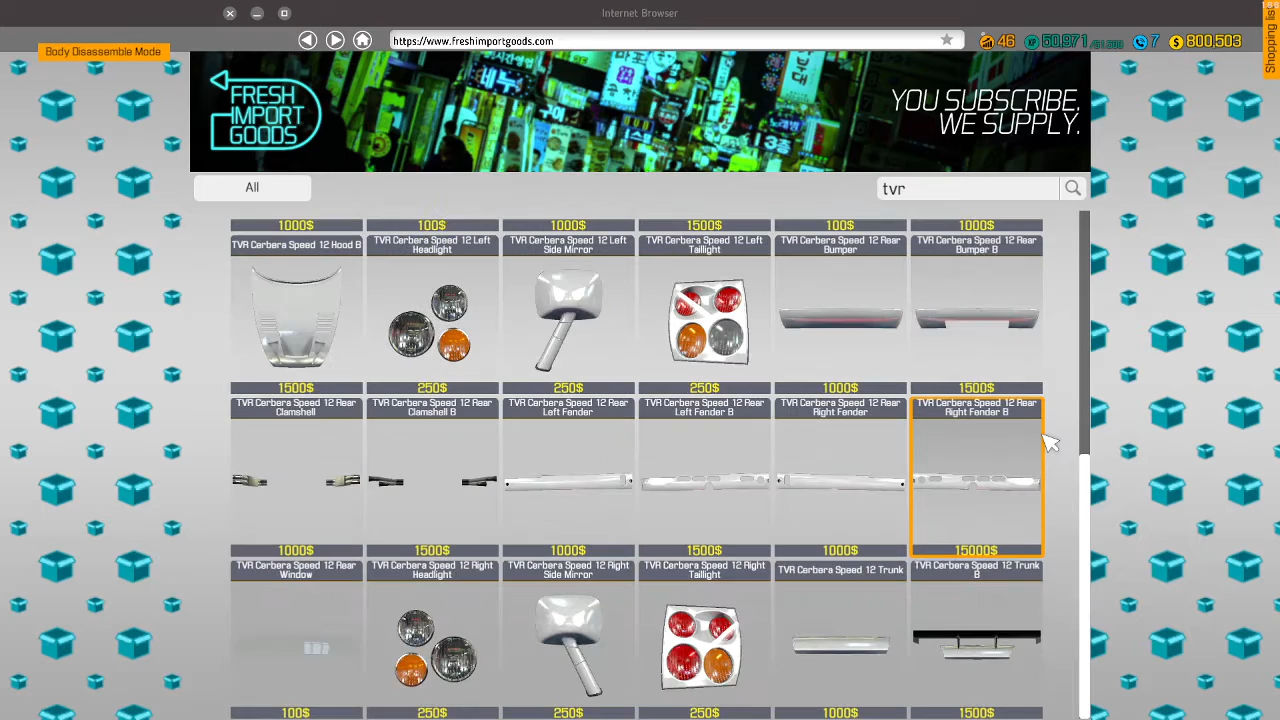 Internet Browser
https://www.freshimportgoods.com
Body Disassemble Mode
46
50,971
7
800,503
Shopping list
FRESH
IMPORT
GOODS
YOU SUBSCRIBE.
WE SUPPLY.
All
tvr
1000$ 100$ 1000$ 1500$ 100$ 1000$
TVR Cerbera Speed 12 Hood B
TVR Cerbera Speed 12 Left
Headlight
TVR Cerbera Speed 12 Left
Side Mirror
TVR Cerbera Speed 12 Left
Taillight
TVR Cerbera Speed 12 Rear
Bumper
TVR Cerbera Speed 12 Rear
Bumper B
1500$ 250$ 250$ 250$ 1000$ 1500$
TVR Cerbera Speed 12 Rear
Clamshell
TVR Cerbera Speed 12 Rear
Clamshell B
TVR Cerbera Speed 12 Rear
Left Fender
TVR Cerbera Speed 12 Rear
Left Fender B
TVR Cerbera Speed 12 Rear
Right Fender
TVR Cerbera Speed 12 Rear
Right Fender B
1000$ 1500$ 1000$ 1500$ 1000$ 15000$
TVR Cerbera Speed 12 Rear
Window
TVR Cerbera Speed 12 Right
Headlight
TVR Cerbera Speed 12 Right
Side Mirror
TVR Cerbera Speed 12 Right
Taillight
TVR Cerbera Speed 12 Trunk
TVR Cerbera Speed 12 Trunk
B
100$ 250$ 250$ 250$ 1000$ 1500$